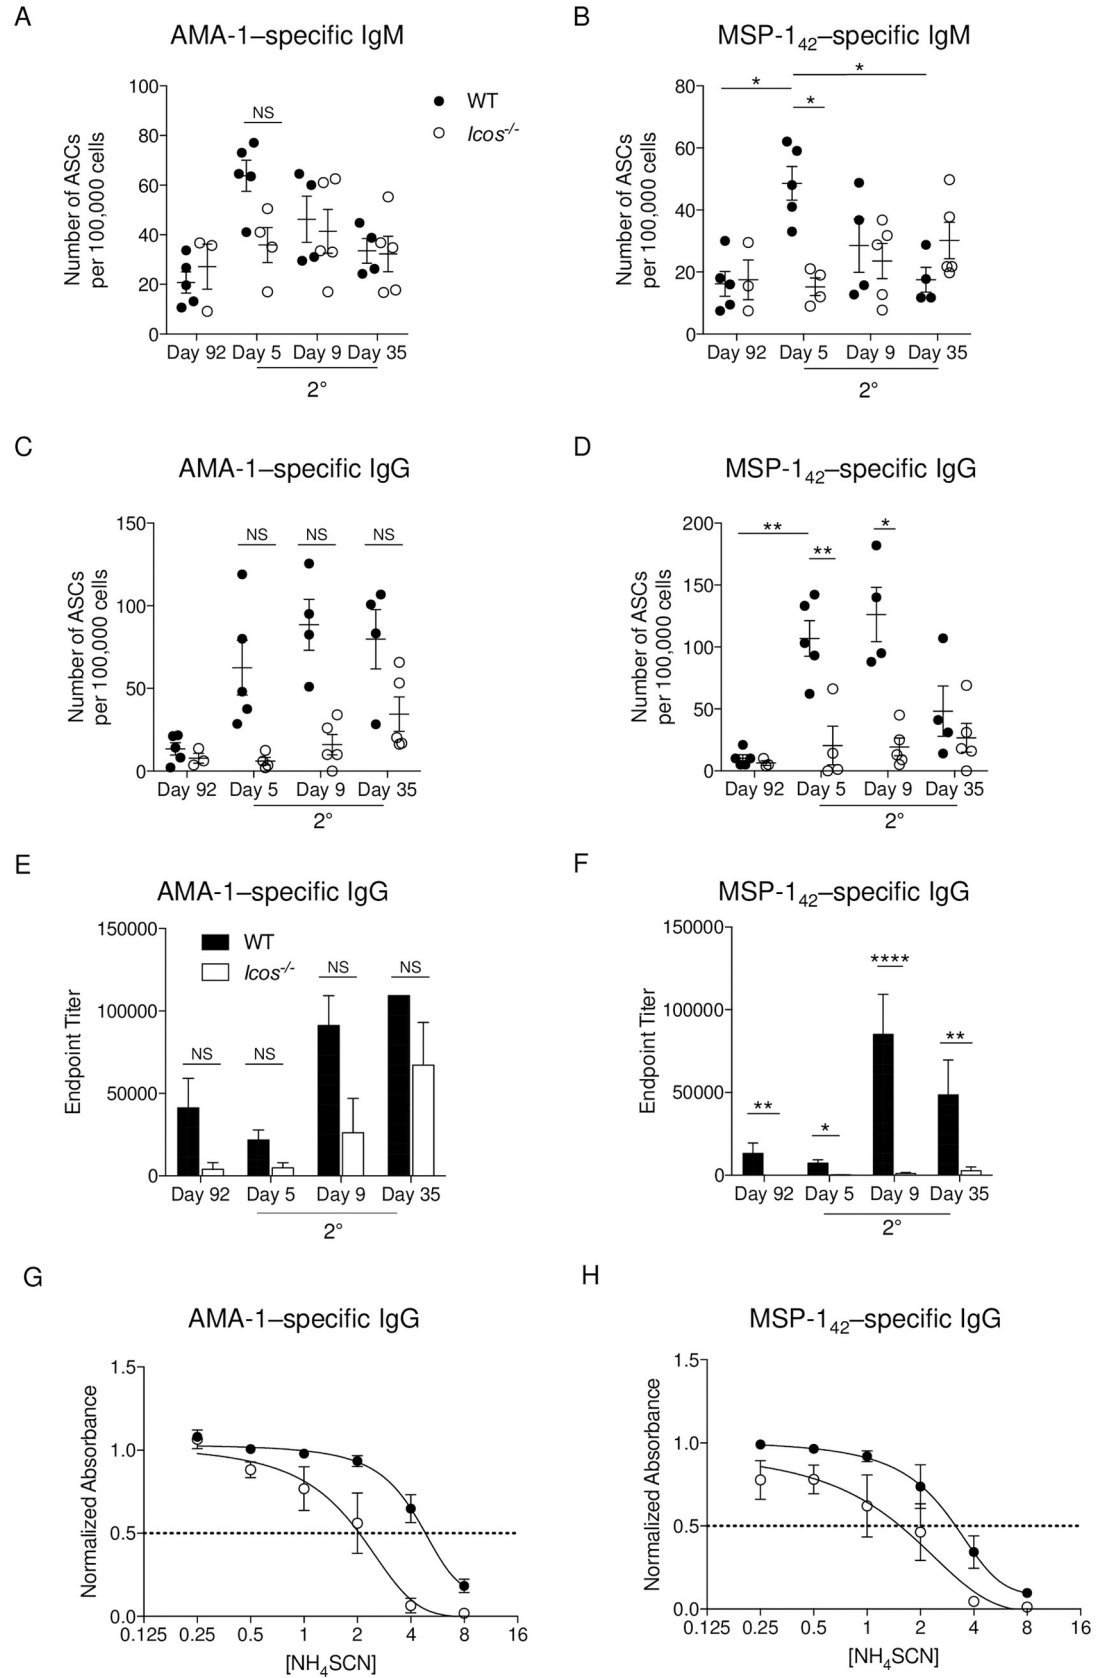 A
AMA-1–specific IgM
Number of ASCs
per 100,000 cells
100
80
60
40
20
0
NS
WT
Icos-/-
Day 92 Day 5 Day 9 Day 35
2°
B
MSP-142–specific IgM
Number of ASCs
per 100,000 cells
80
60
40
20
0
*
*
*
Day 92 Day 5 Day 9 Day 35
2°
C
AMA-1–specific IgG
Number of ASCs
per 100,000 cells
150
100
50
0
NS NS NS
Day 92 Day 5 Day 9 Day 35
2°
D
MSP-142–specific IgG
Number of ASCs
per 100,000 cells
200
150
100
50
0
**
**
*
Day 92 Day 5 Day 9 Day 35
2°
E
AMA-1–specific IgG
Endpoint Titer
150000
100000
50000
0
WT
Icos-/-
NS NS NS NS
Day 92 Day 5 Day 9 Day 35
2°
F
MSP-142–specific IgG
Endpoint Titer
150000
100000
50000
0
**
*
****
**
Day 92 Day 5 Day 9 Day 35
2°
G
AMA-1–specific IgG
Normalized Absorbance
1.5
1.0
0.5
0.0
0.125 0.25 0.5 1 2 4 8 16
[NH4SCN]
H
MSP-142–specific IgG
Normalized Absorbance
1.5
1.0
0.5
0.0
0.125 0.25 0.5 1 2 4 8 16
[NH4SCN]